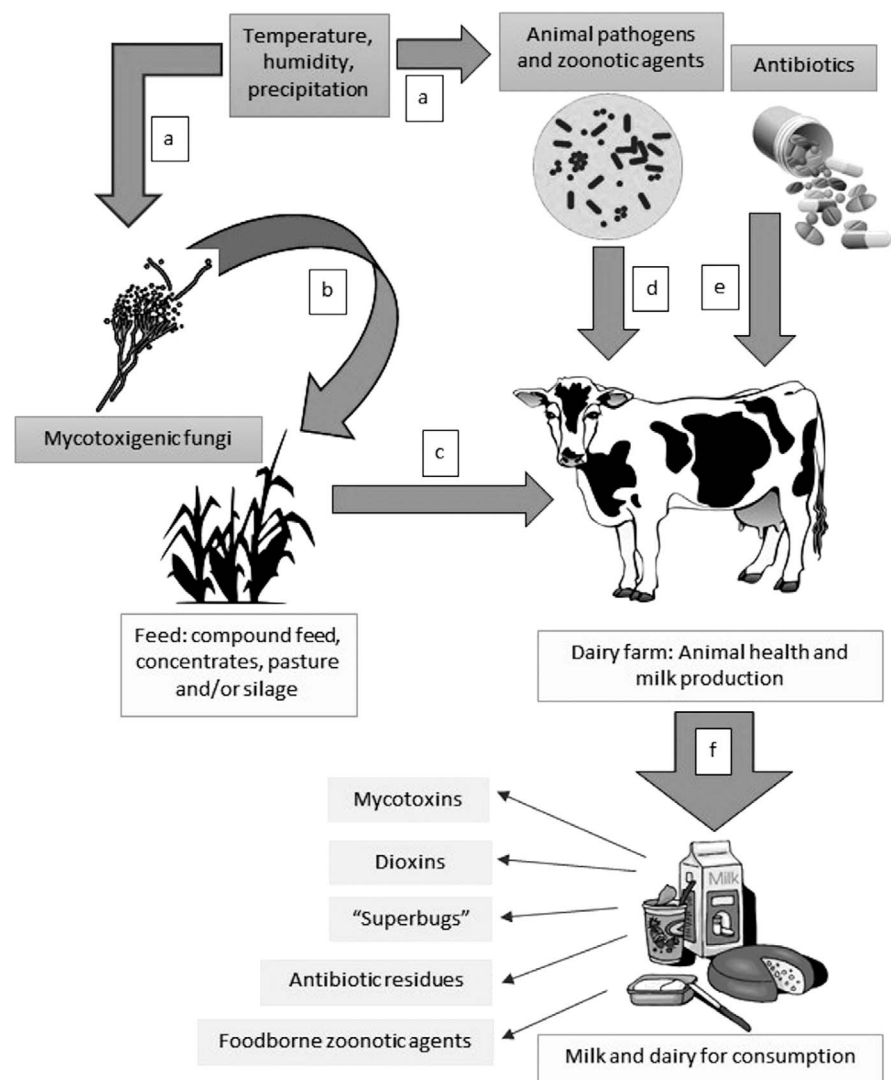 Temperature,
humidity,
precipitation
Animal pathogens
and zoonotic agents
Antibiotics
a
a
b
d
e
Mycotoxigenic fungi
c
Feed: compound feed,
concentrates, pasture
and/or silage
Dairy farm: Animal health and
milk production
f
Mycotoxins
Dioxins
“Superbugs”
Antibiotic residues
Foodborne zoonotic agents
Milk
Milk and dairy for consumption